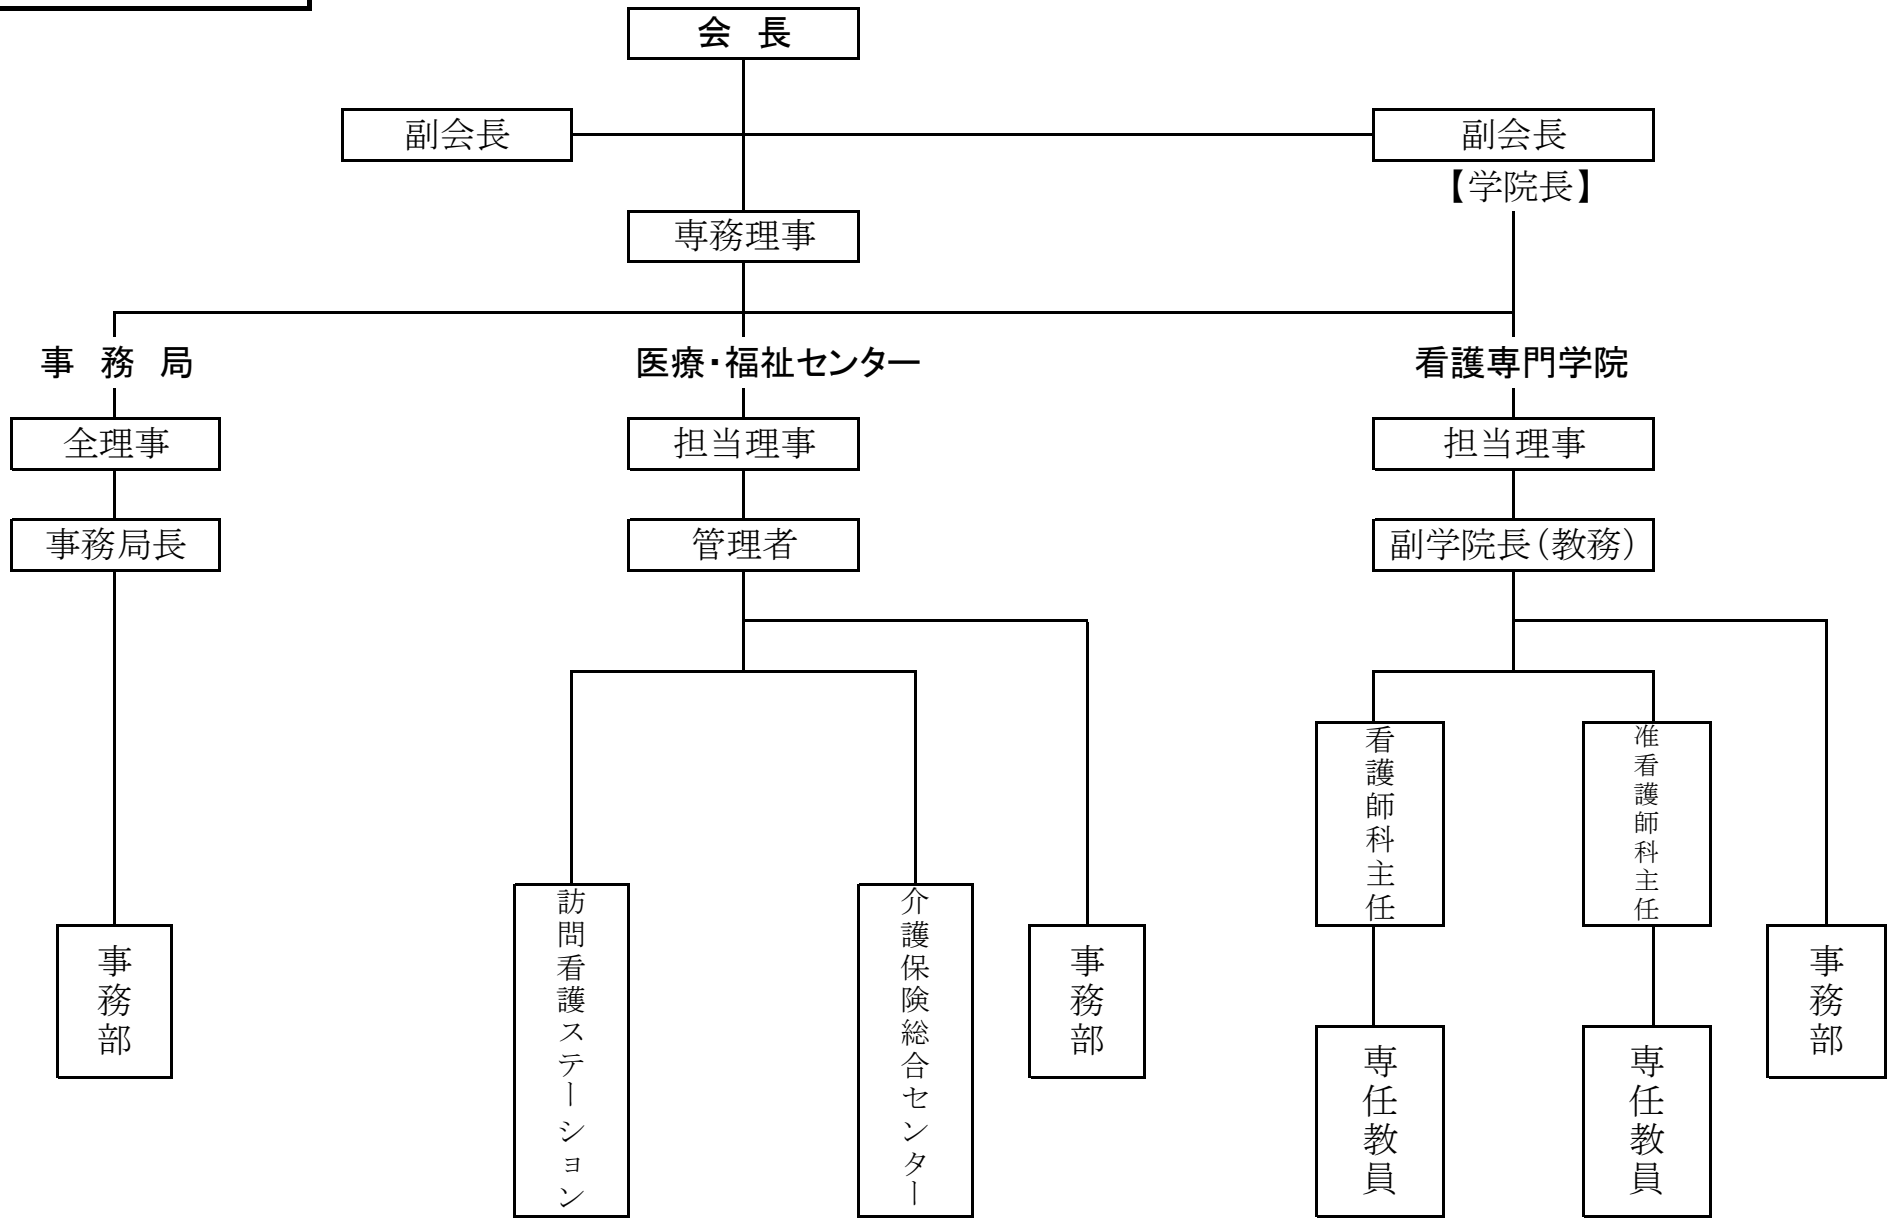 会　長
副会長
副会長
【学院長】
専務理事
事　務　局
医療・福祉センター
看護専門学院
全理事
担当理事
担当理事
事務局長
管理者
副学院長（教務）
看護師科主任
准看護師科主任
訪問看護ステーション
介護保険総合センター
事務部
事務部
事務部
専任教員
専任教員